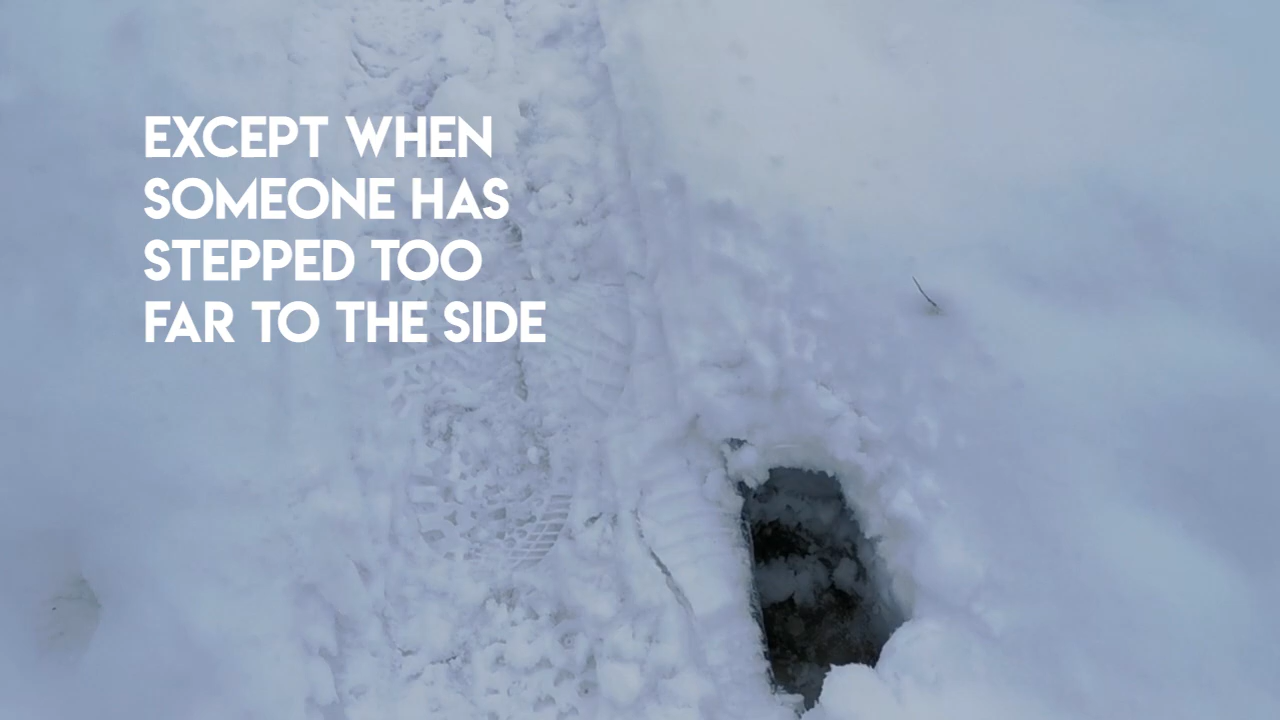 EXCEPT WHEN
SOMEONE HAS
STEPPED TOO
FAR TO THE SIDE